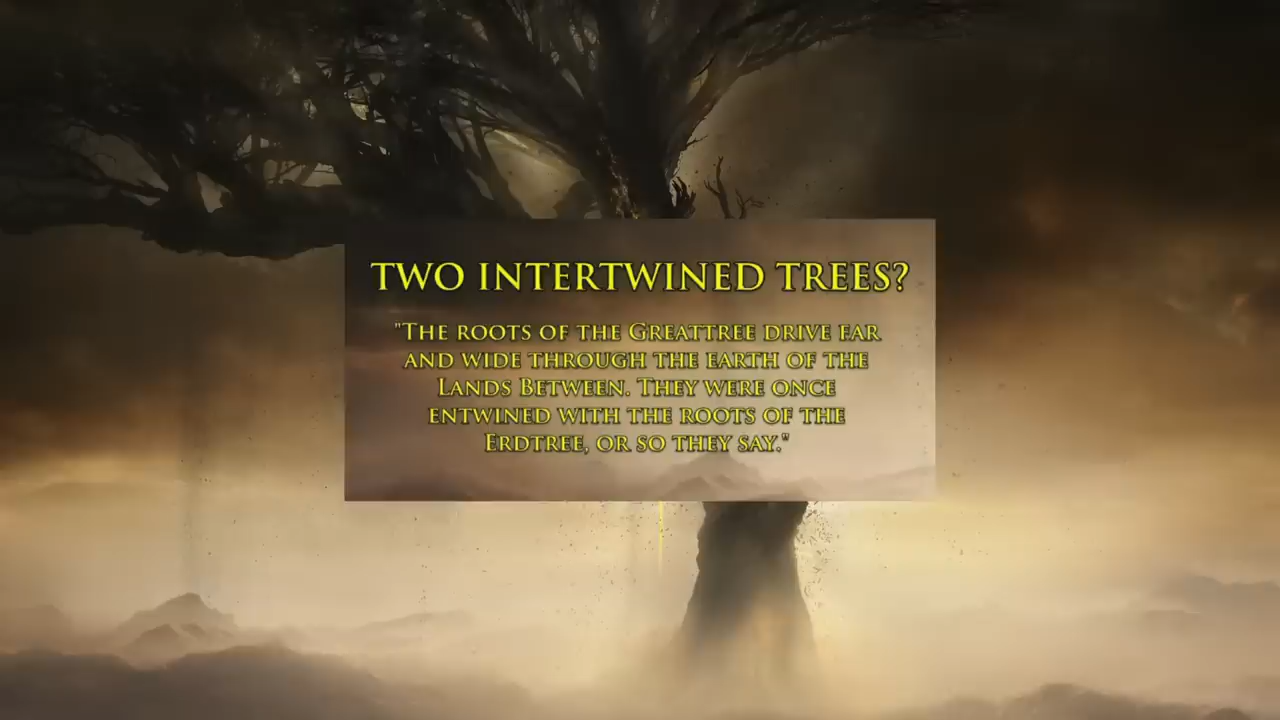 TWO INTERTWINED TREES?
"The roots of the Greattree drive far
and wide through the earth of the
Lands Between. They were once
entwined with the roots of the
Erdtree, or so they say."